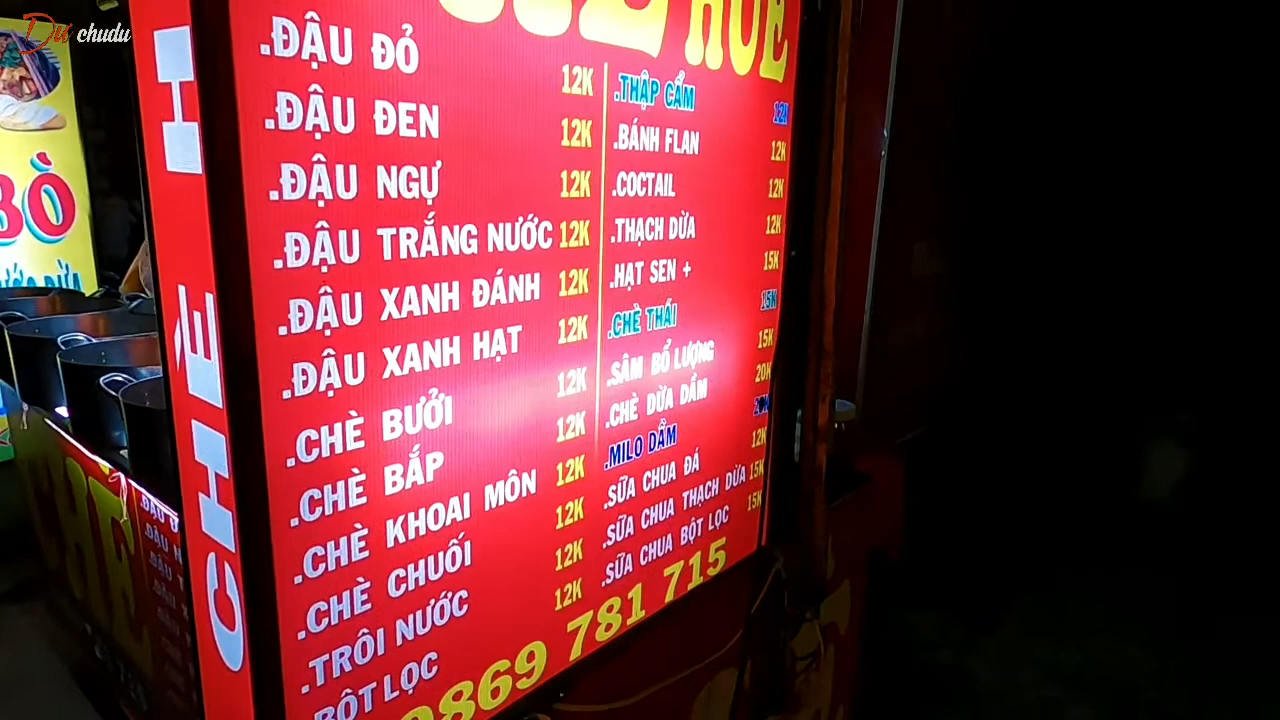 Du chudu
CHÈ H
BÒ
HUẾ
.ĐẬU ĐỎ 12K
.ĐẬU ĐEN 12K
.ĐẬU NGỰ 12K
.ĐẬU TRẮNG NƯỚC 12K
.ĐẬU XANH ĐÁNH 12K
.ĐẬU XANH HẠT 12K
.CHÈ BƯỞI 12K
.CHÈ BẮP 12K
.CHÈ KHOAI MÔN 12K
.CHÈ CHUỐI 12K
.TRÔI NƯỚC 12K
.BỘT LỌC 12K
.THẬP CẨM 12K
.BÁNH FLAN 12K
.COCTAIL 12K
.THẠCH DỪA 12K
.HẠT SEN + 15K
.CHÈ THÁI 15K
.SÂM BỔ LƯỢNG 15K
.CHÈ DỪA DẦM 20K
.MILO DẦM
.SỮA CHUA ĐÁ 12K
.SỮA CHUA THẠCH DỪA 15K
.SỮA CHUA BỘT LỌC 15K
0869 781 715
CHÈ